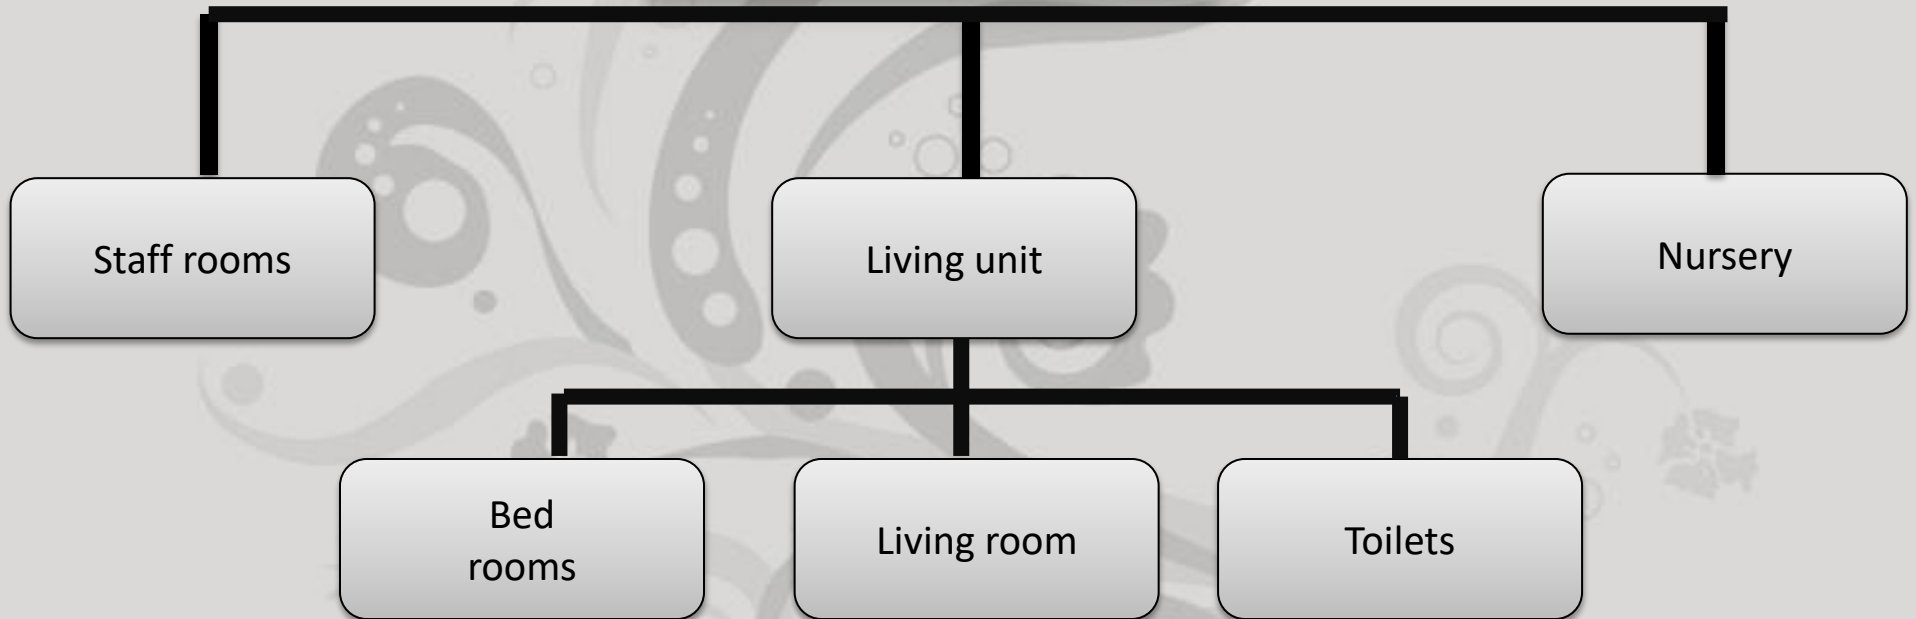 Staff rooms
Living unit
Nursery
Bed
rooms
Living room
Toilets